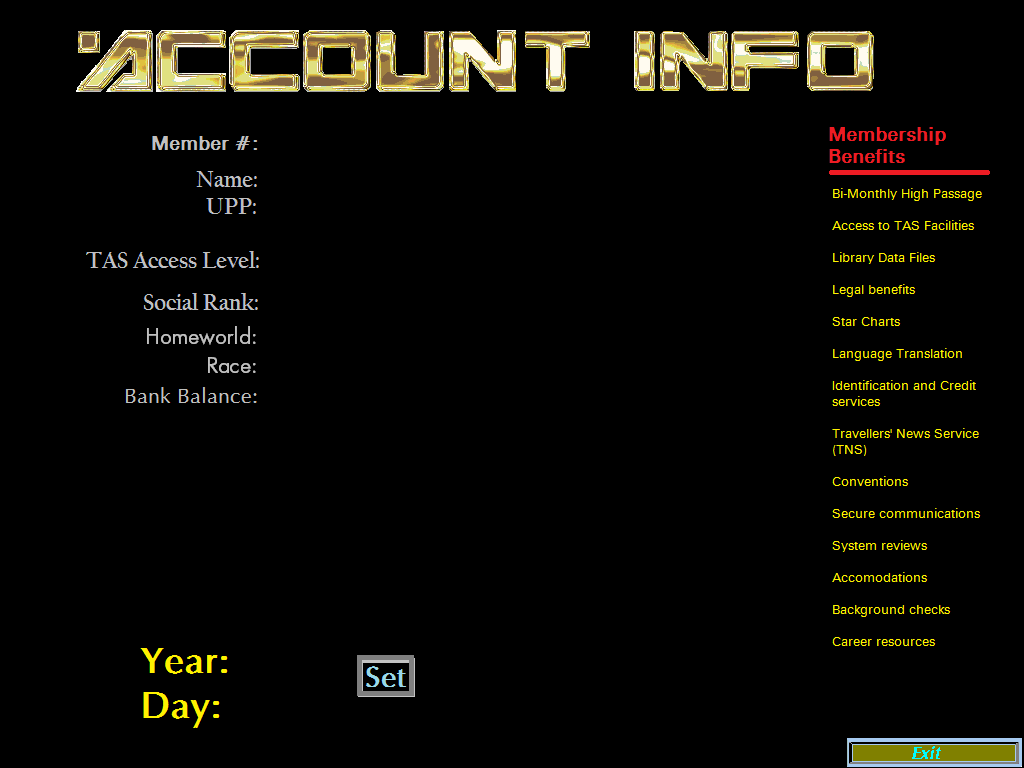 ACCOUNT INFO
Member #:
Name:
UPP:
TAS Access Level:
Social Rank:
Homeworld:
Race:
Bank Balance:
Membership
Benefits
Bi-Monthly High Passage
Access to TAS Facilities
Library Data Files
Legal benefits
Star Charts
Language Translation
Identification and Credit
services
Travellers' News Service
(TNS)
Conventions
Secure communications
System reviews
Accomodations
Background checks
Career resources
Year:
Day:
Set
Exit